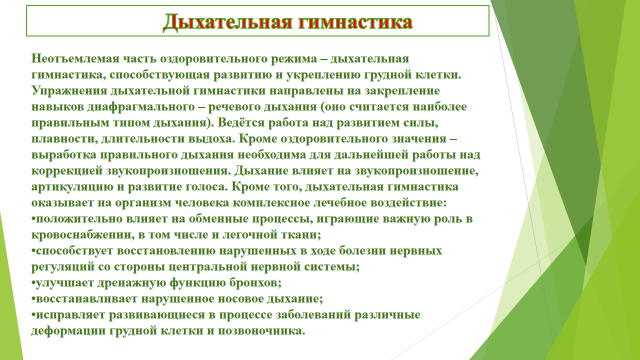 Дыхательная гимнастика
Неотъемлемая часть оздоровительного режима – дыхательная
гимнастика, способствующая развитию и укреплению грудной клетки.
Упражнения дыхательной гимнастики направлены на закрепление
навыков диафрагмального – речевого дыхания (оно считается наиболее
правильным типом дыхания). Ведётся работа над развитием силы,
плавности, длительности выдоха. Кроме оздоровительного значения –
выработка правильного дыхания необходима для дальнейшей работы над
коррекцией звукопроизношения. Дыхание влияет на звукопроизношение,
артикуляцию и развитие голоса. Кроме того, дыхательная гимнастика
оказывает на организм человека комплексное лечебное воздействие:
•положительно влияет на обменные процессы, играющие важную роль в
кровоснабжении, в том числе и легочной ткани;
•способствует восстановлению нарушенных в ходе болезни нервных
регуляций со стороны центральной нервной системы;
•улучшает дренажную функцию бронхов;
•восстанавливает нарушенное носовое дыхание;
•исправляет развивающиеся в процессе заболеваний различные
деформации грудной клетки и позвоночника.